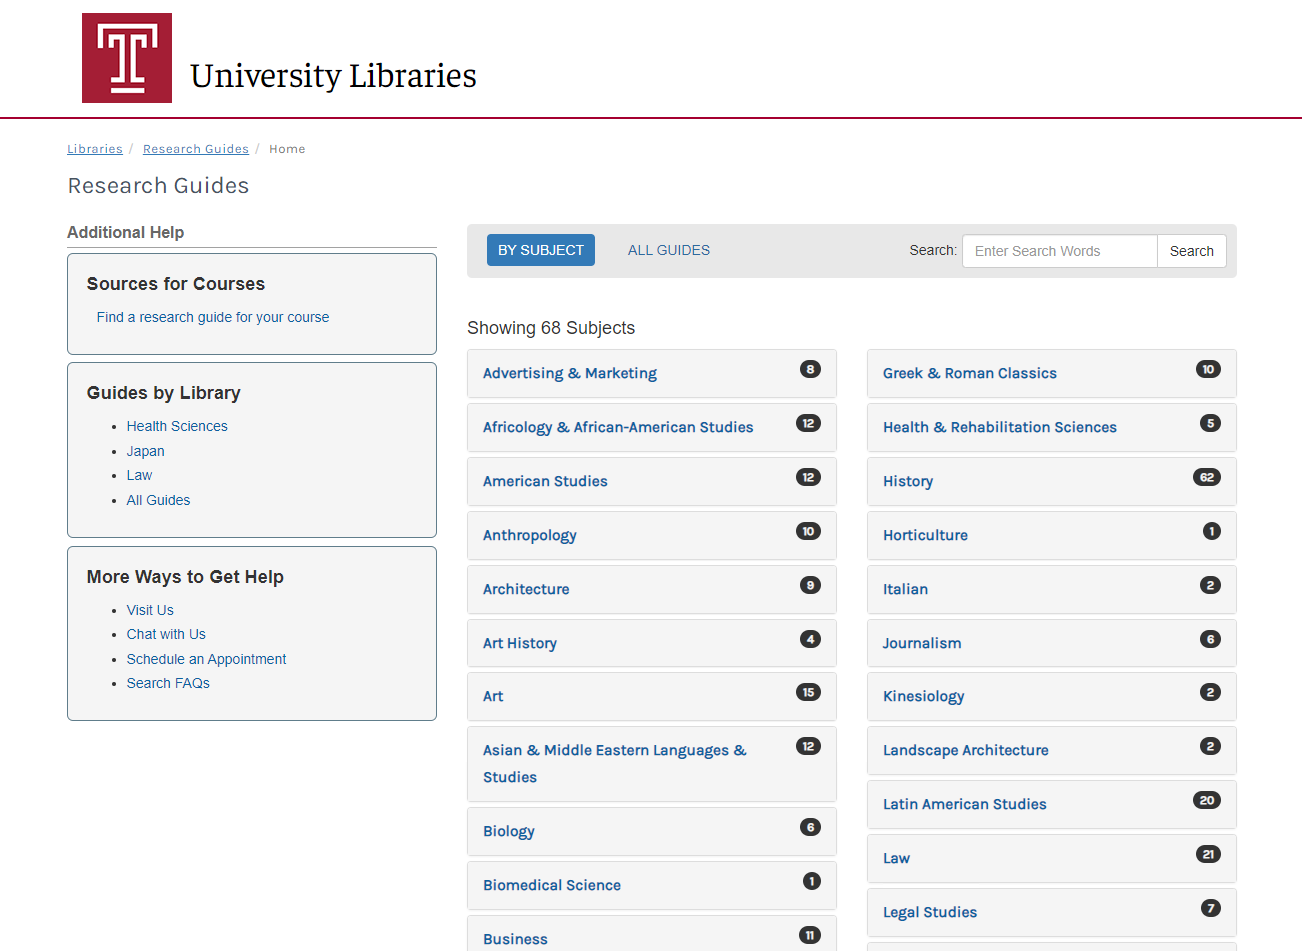 T
University Libraries
Libraries / Research Guides / Home
Research Guides
Additional Help
Sources for Courses
Find a research guide for your course
Guides by Library
Health Sciences
Japan
Law
All Guides
More Ways to Get Help
Visit Us
Chat with Us
Schedule an Appointment
Search FAQs
BY SUBJECT ALL GUIDES Search: Enter Search Words Search
Showing 68 Subjects
Advertising & Marketing 8
Africology & African-American Studies 12
American Studies 12
Anthropology 10
Architecture 9
Art History 4
Art 15
Asian & Middle Eastern Languages & 12
Studies
Biology 6
Biomedical Science 1
Business 11
Greek & Roman Classics 10
Health & Rehabilitation Sciences 5
History 62
Horticulture 1
Italian 2
Journalism 6
Kinesiology 2
Landscape Architecture 2
Latin American Studies 20
Law 21
Legal Studies 7